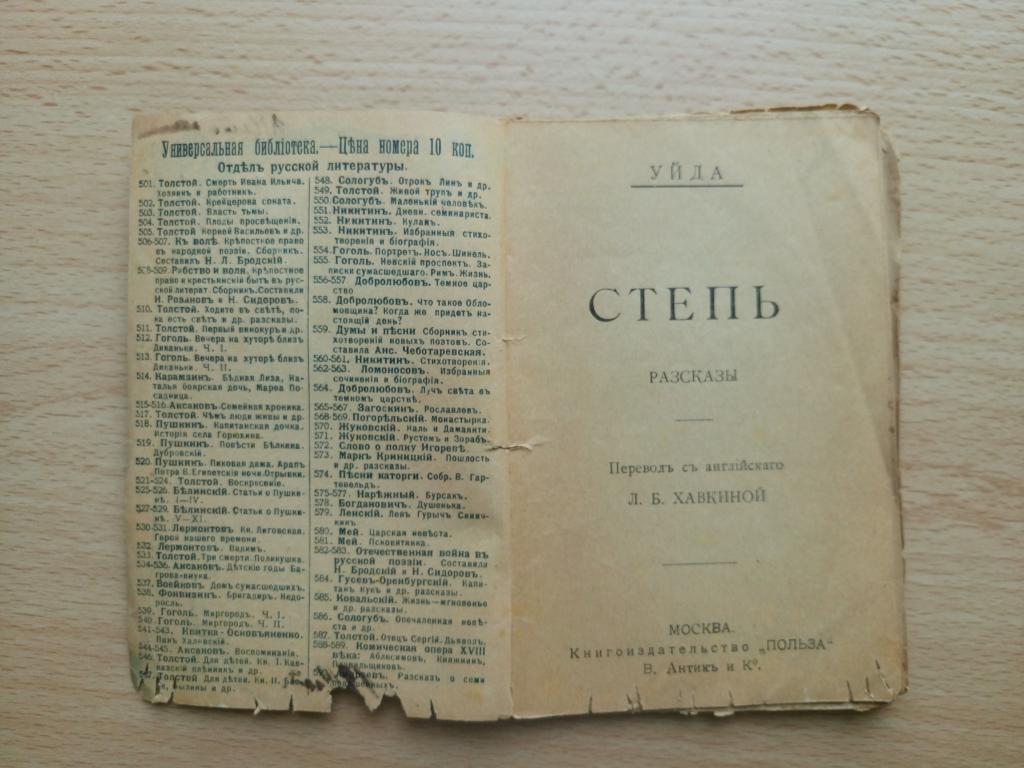 Универсальная библіотека.—Цѣна номера 10 коп.
Отдѣлъ русской литературы.
501. Толстой. Смерть Ивана Ильича.
Хозяинъ и работникъ.
502. Толстой. Крейцерова соната.
503. Толстой. Власть тьмы.
504. Толстой. Плоды просвѣщенія.
505. Толстой Корней Васильевъ и др.
506-507. Къ волѣ. Крѣпостное право
въ народной поэзіи. Сборникъ.
Составилъ Н. Л. Бродскій
508-509. Рабство и воля. Крѣпостное
право и крестьянскій бытъ въ рус-
ской литерат. Сборникъ. Составили
И. Розановъ и Н. Сидоровъ.
510. Толстой. Ходите въ свѣтѣ, по-
ка есть свѣтъ и др. разсказы.
511. Толстой. Первый винокуръ и др.
512. Гоголь. Вечера на хуторѣ близъ
Диканьки. Ч. I.
513. Гоголь. Вечера на хуторѣ близъ
Диканьки. Ч. II.
514. Карамзинъ. Бѣдная Лиза, На-
талья боярская дочь, Марѳа По-
садница.
515-516. Аксаковъ. Семейная хроника.
517. Толстой. Чѣмъ люди живы и др.
518. Пушкинъ. Капитанская дочка.
Исторія села Горюхина.
519. Пушкинъ. Повѣсти Бѣлкина.
Дубровскій.
520. Пушкинъ. Пиковая дама. Арапъ
Петра В. Египетскія ночи. Отрывки.
521-524. Толстой. Воскресеніе.
525-526. Бѣлинскій. Статьи о Пушки-
нѣ. I—IV.
527-529. Бѣлинскій. Статьи о Пушки-
нѣ. V—XI.
530-531. Лермонтовъ. Кн. Лиговская.
Герой нашего времени.
532. Лермонтовъ. Вадимъ.
533. Толстой. Три смерти. Поликушка.
534-536. Аксаковъ. Дѣтскіе годы Ба-
грова-внука.
537. Воейковъ. Домъ сумасшедшихъ.
538. Фонвизинъ. Бригадиръ. Недо-
росль.
539. Гоголь. Миргородъ. Ч. I.
540. Гоголь. Миргородъ. Ч. II.
541-543. Квитка-Основьяненко.
Панъ Халявскій.
544-545. Аксаковъ. Воспоминанія.
546. Толстой. Для дѣтей. Кн. I. Кав-
казскій плѣнникъ и др.
547. Толстой. Для дѣтей. Кн. II.
былины и др.
548. Сологубъ. Отрокъ Линъ и др.
549. Толстой. Живой трупъ и др.
550. Сологубъ. Маленькій человѣкъ.
551. Никитинъ. Дневн. семинариста.
552. Никитинъ. Кулакъ.
553. Никитинъ. Избранныя стихо-
творенія и біографія.
554. Гоголь. Портретъ. Носъ. Шинель.
555. Гоголь. Невскій проспектъ. За-
писки сумасшедшаго. Римъ. Жизнь.
556-557 Добролюбовъ. Темное цар-
ство
558. Добролюбовъ. Что такое Обло-
мовщина? Когда же придетъ на-
стоящій день?
559. Думы и пѣсни Сборникъ сти-
хотвореній новыхъ поэтовъ. Со-
ставила Анс. Чеботаревская.
560-561. Никитинъ. Стихотворенія.
562-563. Ломоносовъ. Избранныя
сочиненія и біографія.
564. Добролюбовъ. Лучъ свѣта въ
темномъ царствѣ.
565-567. Загоскинъ. Рославлевъ.
568-569. Погорѣльскій. Монастырка.
570. Жуковскій. Наль и Дамаянти.
571. Жуковскій. Рустемъ и Зорабъ.
572. Слово о полку Игоревѣ.
573. Маркъ Криницкій. Пошлость
и др. разсказы.
574. Пѣсни каторги. Собр. В. Гар-
тевельд.
575-577. Нарѣжный. Бурсакъ.
578. Богдановичъ. Душенька.
579. Ленскій. Левъ Гурычъ Синич-
кинъ
580. Мей. Царская невѣста.
581. Мей. Псковитянка.
582-583. Отечественная война въ
русской поэзіи. Составили
Н. Бродскій и Н. Сидоровъ.
584. Гусевъ-Оренбургскій. Капи-
танъ Кукъ и др. разсказы.
585. Ковальскій. Жизнь—мгновенье
и др. разсказы.
586. Сологубъ. Опечаленная невѣ-
ста и др.
587. Толстой. Отецъ Сергій. Дьяволъ.
588-589. Комическая опера XVIII
вѣка: Аблесимовъ, Княжнинъ,
Плавильщиковъ.
Разсказъ о семи
повѣшенныхъ.
УЙДА
СТЕПЬ
РАЗСКАЗЫ
Переводъ съ англійскаго
Л. Б. ХАВКИНОЙ
МОСКВА.
Книгоиздательство „ПОЛЬЗА"
В. Антикъ и Ко.